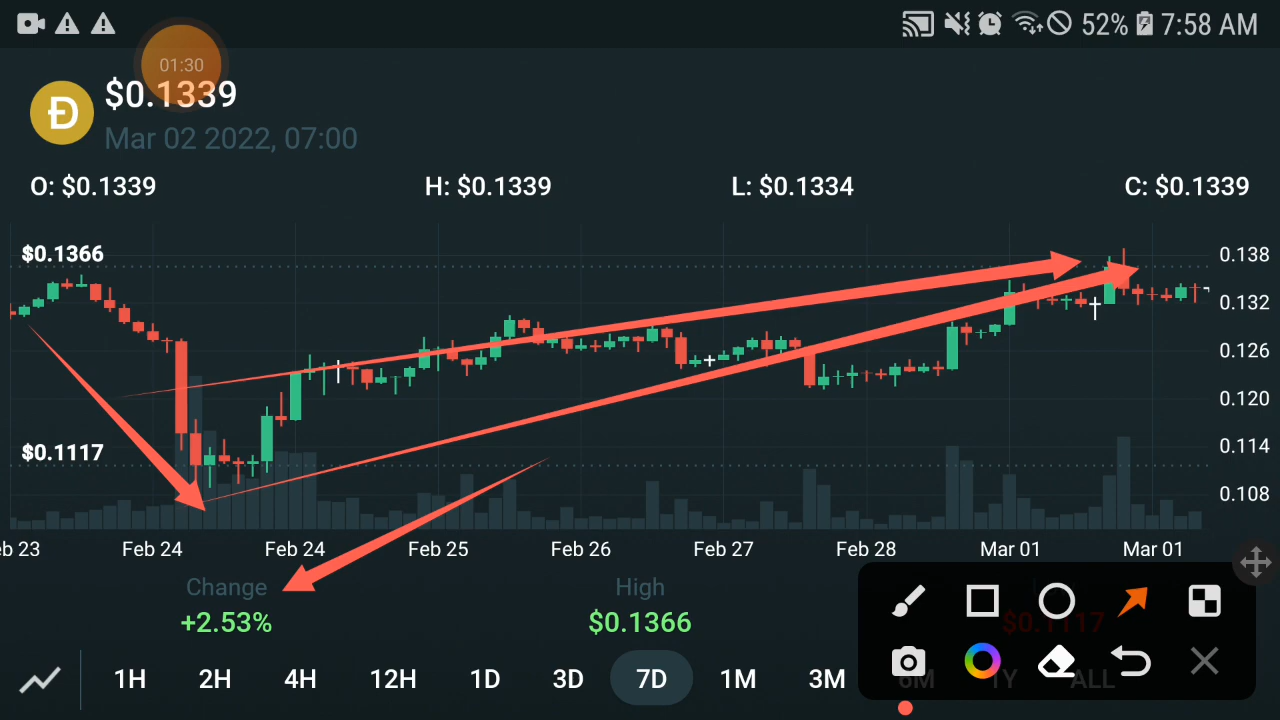 52% 7:58 AM
01:30
$0.1339
Mar 02 2022, 07:00
O: $0.1339 H: $0.1339 L: $0.1334 C: $0.1339
$0.1366
0.138
0.132
0.126
0.120
$0.1117
0.114
0.108
eb 23 Feb 24 Feb 24 Feb 25 Feb 26 Feb 27 Feb 28 Mar 01 Mar 01
Change High
+2.53% $0.1366 $0.1117
1H 2H 4H 12H 1D 3D 7D 1M 3M 6M 1Y ALL